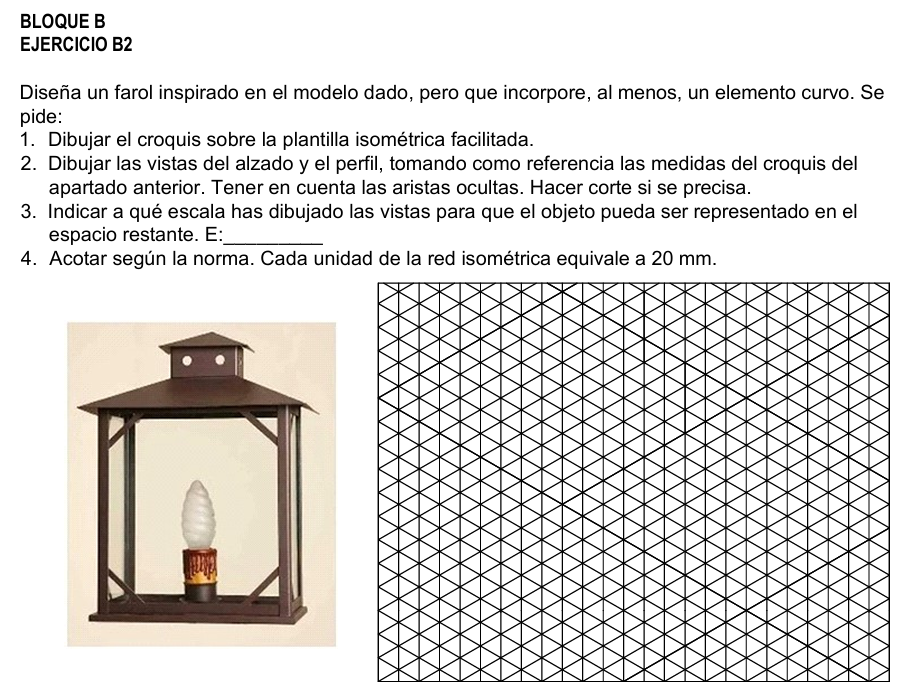 BLOQUE B
EJERCICIO B2
Diseña un farol inspirado en el modelo dado, pero que incorpore, al menos, un elemento curvo. Se
pide:
1. Dibujar el croquis sobre la plantilla isométrica facilitada.
2. Dibujar las vistas del alzado y el perfil, tomando como referencia las medidas del croquis del
apartado anterior. Tener en cuenta las aristas ocultas. Hacer corte si se precisa.
3. Indicar a qué escala has dibujado las vistas para que el objeto pueda ser representado en el
espacio restante. E:_________
4. Acotar según la norma. Cada unidad de la red isométrica equivale a 20 mm.